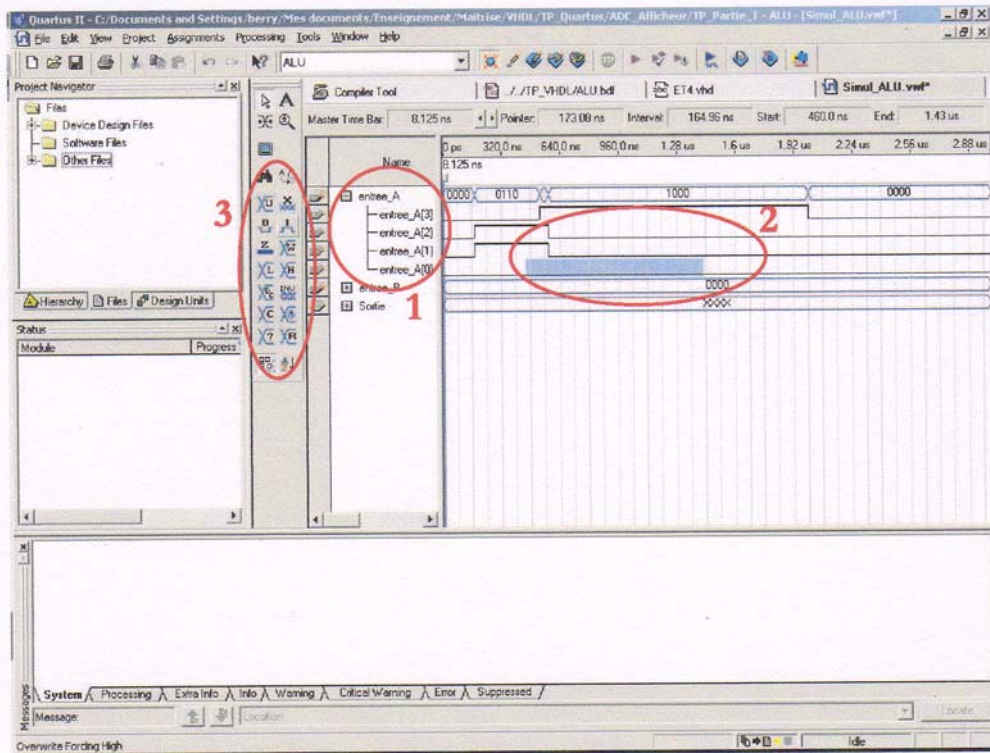 Quartus II - C:/Documents and Settings/berry/Mes documents/Enseignement/Maitrise/VHDL/TP_Quartus/ADC_Afficheur/TP_Partie_1 - ALU - [Simul_ALU.vwf*]
File Edit View Project Assignments Processing Tools Window Help
ALU
Project Navigator
Files
Device Design Files
Software Files
Other Files
Hierarchy Files Design Units
Status
Module Progress
Compiler Tool ../../TP_VHDL/ALU.bdf ET4.vhd Simul_ALU.vwf*
Master Time Bar: 8.125 ns Pointer: 173.08 ns Interval: 164.96 ns Start: 460.0 ns End: 1.43 us
Name
0 ps 320.0 ns 640.0 ns 960.0 ns 1.28 us 1.6 us 1.92 us 2.24 us 2.56 us 2.88 us
8.125 ns
entree_A 0000 0110 1000 0000
entree_A[3]
entree_A[2]
entree_A[1]
entree_A[0]
entree_B 0000
Sortie XXXX
3
2
1
System Processing Extra Info Info Warning Critical Warning Error Suppressed
Messages
Message: Location: Locate
Overwrite Forcing High Idle